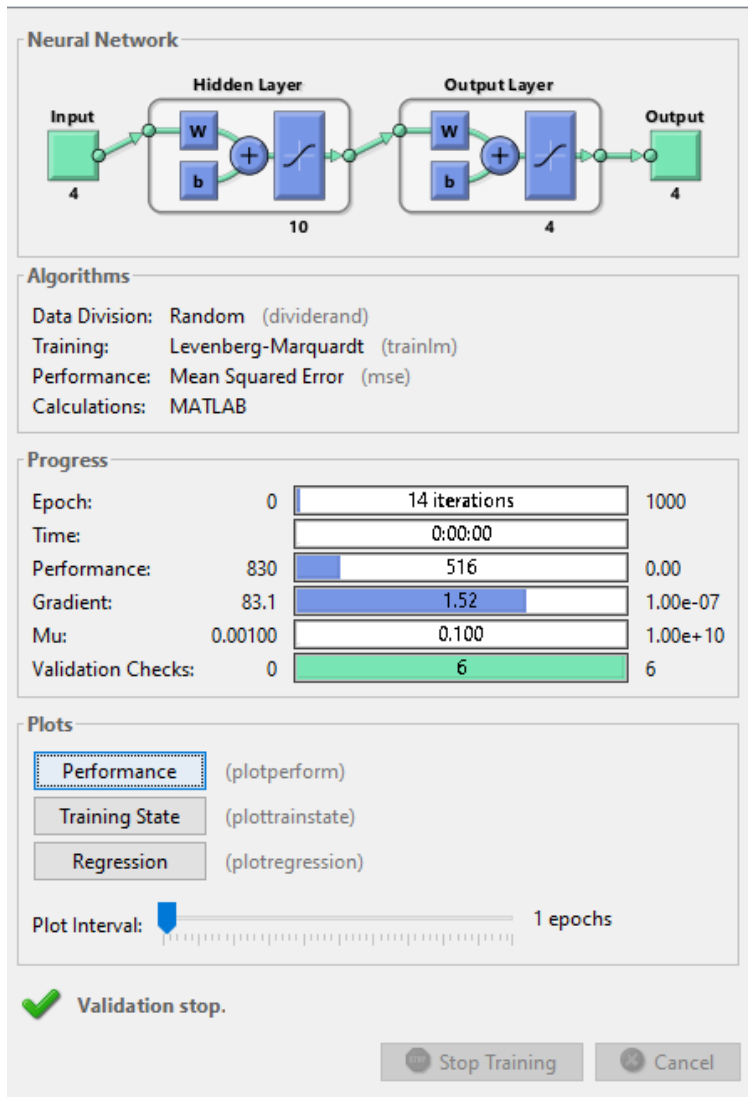 Neural Network
Hidden Layer
Output Layer
Input
Output
W
b
+
W
b
+
4
10
4
4
Algorithms
Data Division: Random (dividerand)
Training: Levenberg-Marquardt (trainlm)
Performance: Mean Squared Error (mse)
Calculations: MATLAB
Progress
Epoch: 0 14 iterations 1000
Time: 0:00:00
Performance: 830 516 0.00
Gradient: 83.1 1.52 1.00e-07
Mu: 0.00100 0.100 1.00e+10
Validation Checks: 0 6 6
Plots
Performance (plotperform)
Training State (plottrainstate)
Regression (plotregression)
Plot Interval: 1 epochs
Validation stop.
STOP Stop Training Cancel